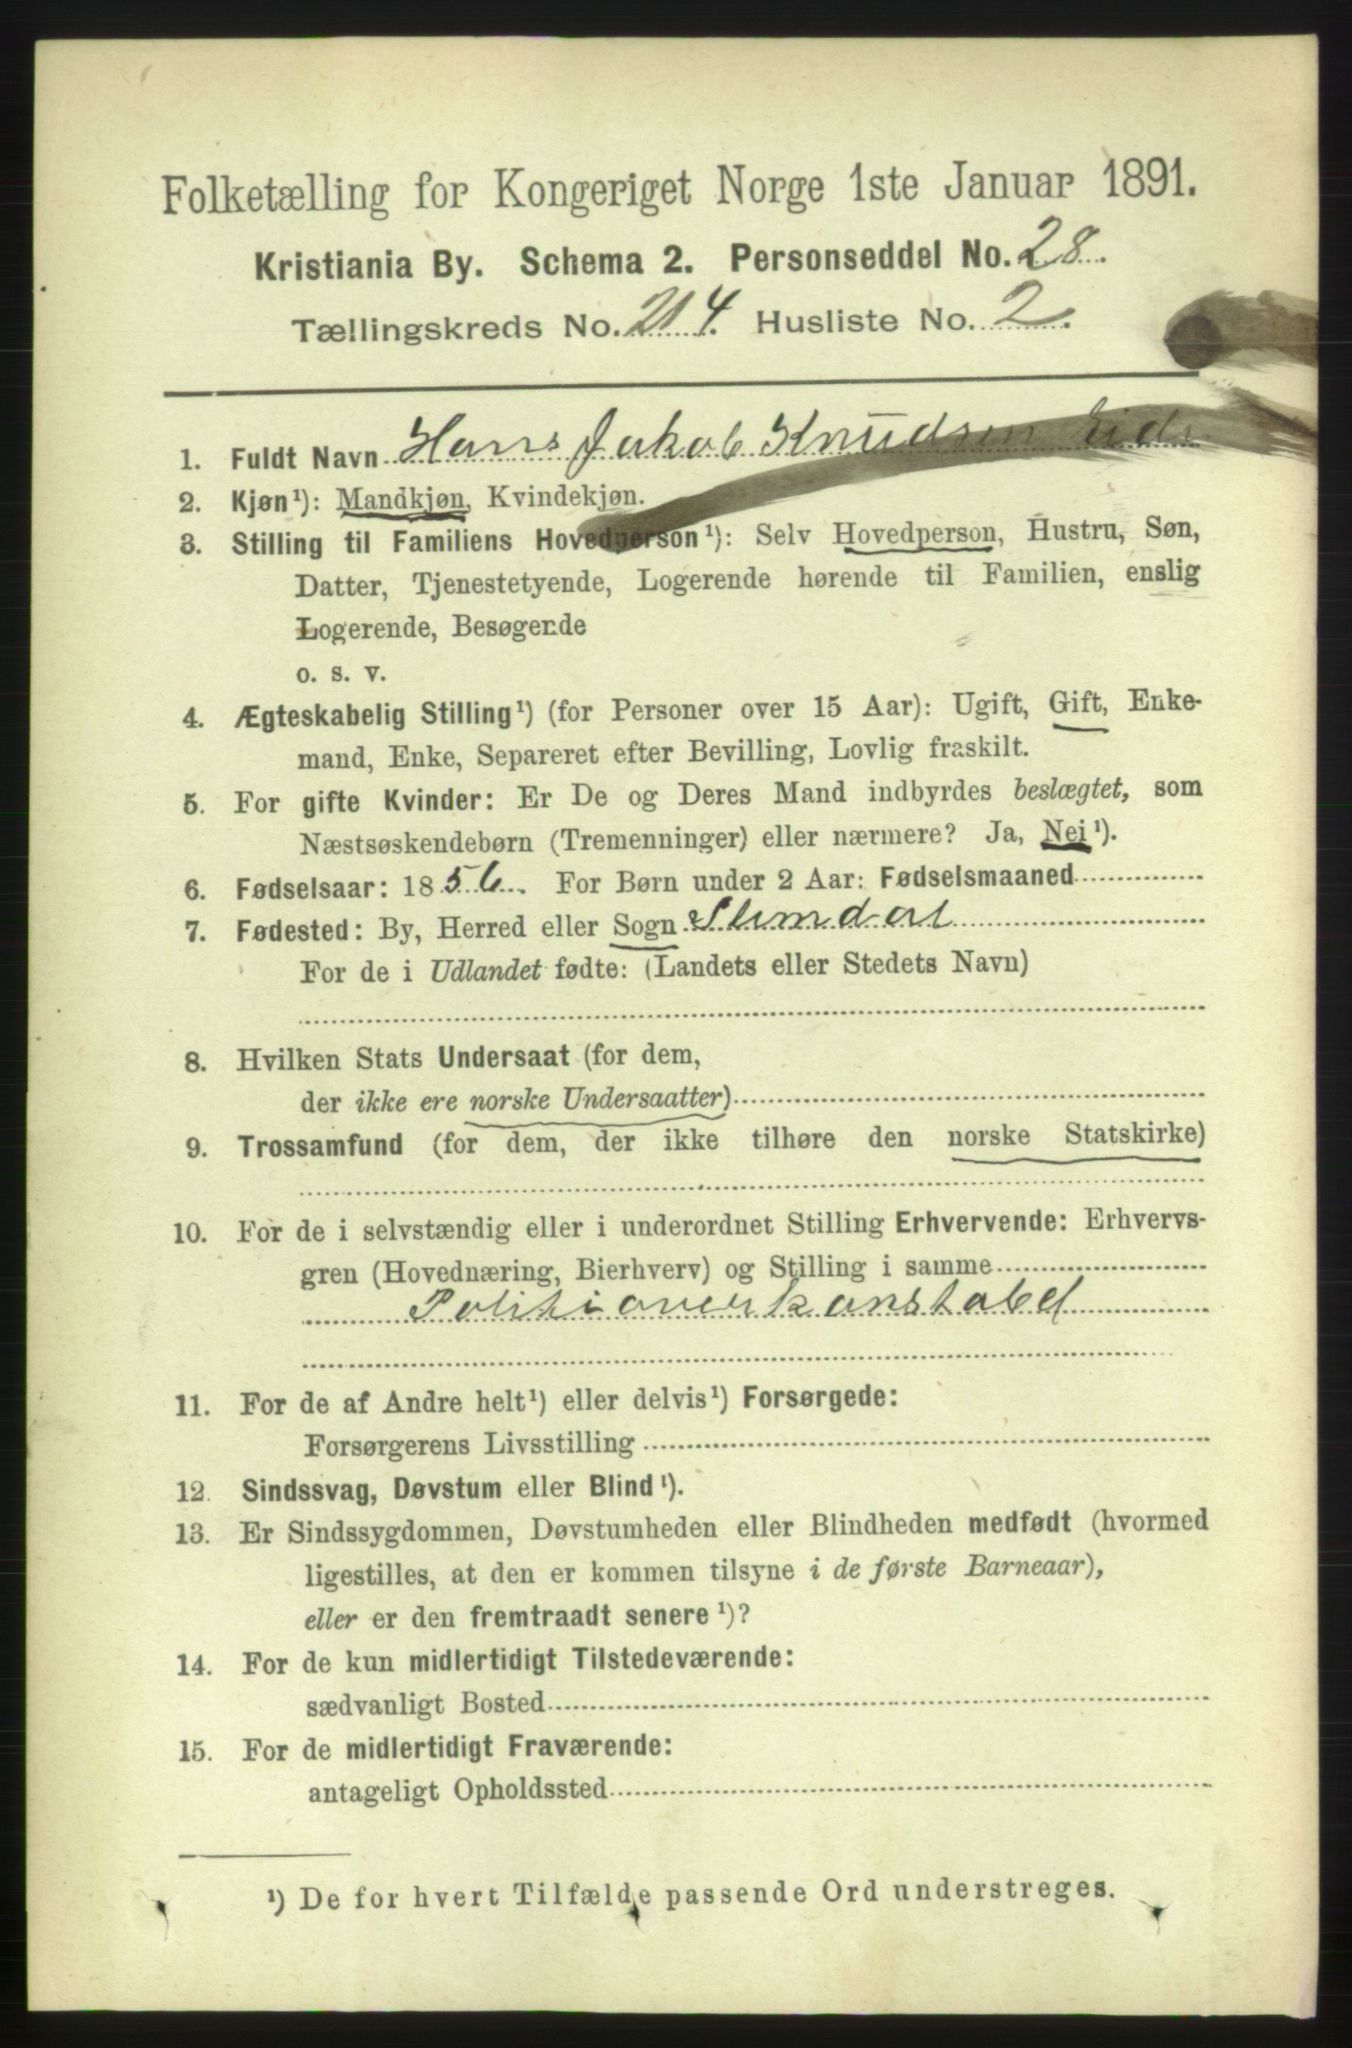 Folketælling for Kongeriget Norge 1ste Januar 1891.
Kristiania By. Schema 2. Personseddel No. 28.
Tællingskreds No. 214. Husliste No. 2.
1. Fuldt Navn Hans Jakob Knudsen
2. Kjøn¹): Mandkjøn, Kvindekjøn.
3. Stilling til Familiens Hovedperson¹): Selv Hovedperson, Hustru, Søn,
Datter, Tjenestetyende, Logerende hørende til Familien, enslig
Logerende, Besøgende
o. s. v.
4. Ægteskabelig Stilling¹) (for Personer over 15 Aar): Ugift, Gift, Enke-
mand, Enke, Separeret efter Bevilling, Lovlig fraskilt.
5. For gifte Kvinder: Er De og Deres Mand indbyrdes beslægtet, som
Næstsøskendebørn (Tremenninger) eller nærmere? Ja, Nei¹).
6. Fødselsaar: 1856. For Børn under 2 Aar: Fødselsmaaned
7. Fødested: By, Herred eller Sogn
For de i Udlandet fødte: (Landets eller Stedets Navn)
8. Hvilken Stats Undersaat (for dem,
der ikke ere norske Undersaatter)
9. Trossamfund (for dem, der ikke tilhøre den norske Statskirke)
10. For de i selvstændig eller i underordnet Stilling Erhvervende: Erhvervs-
gren (Hovednæring, Bierhverv) og Stilling i samme
Politioverkonstabel
11. For de af Andre helt¹) eller delvis¹) Forsørgede:
Forsørgerens Livsstilling
12. Sindssvag, Døvstum eller Blind¹).
13. Er Sindssygdommen, Døvstumheden eller Blindheden medfødt (hvormed
ligestilles, at den er kommen tilsyne i de første Barneaar),
eller er den fremtraadt senere¹)?
14. For de kun midlertidigt Tilstedeværende:
sædvanligt Bosted
15. For de midlertidigt Fraværende:
antageligt Opholdssted
¹) De for hvert Tilfælde passende Ord understreges.